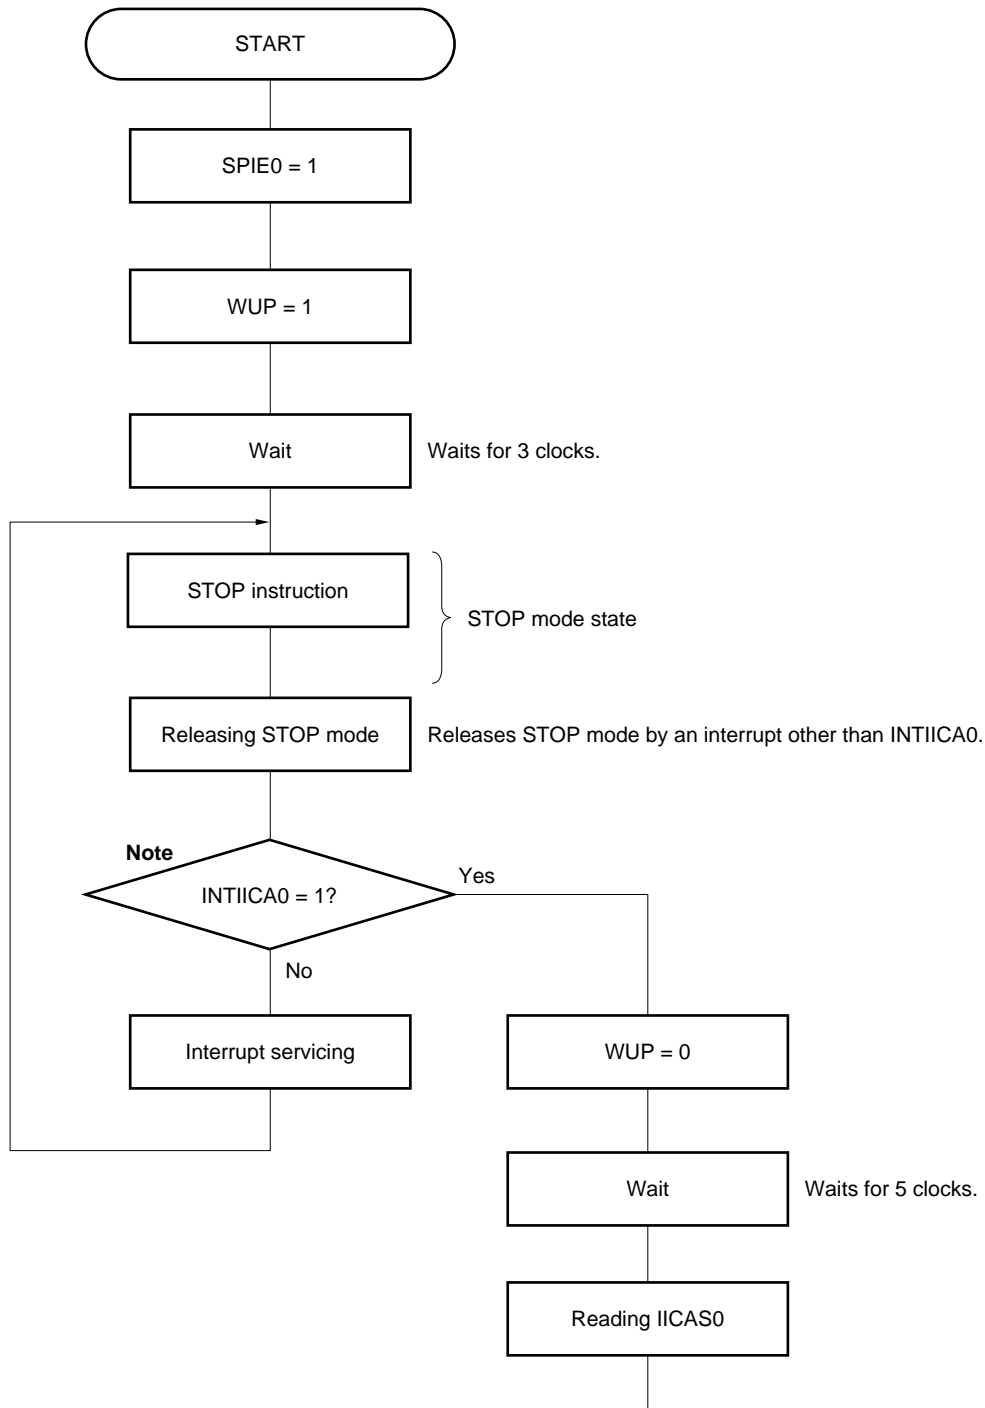 START
SPIE0 = 1
WUP = 1
Wait
Waits for 3 clocks.
STOP instruction
STOP mode state
Releasing STOP mode
Releases STOP mode by an interrupt other than INTIICA0.
Note
INTIICA0 = 1?
Yes
No
Interrupt servicing
WUP = 0
Wait
Waits for 5 clocks.
Reading IICAS0